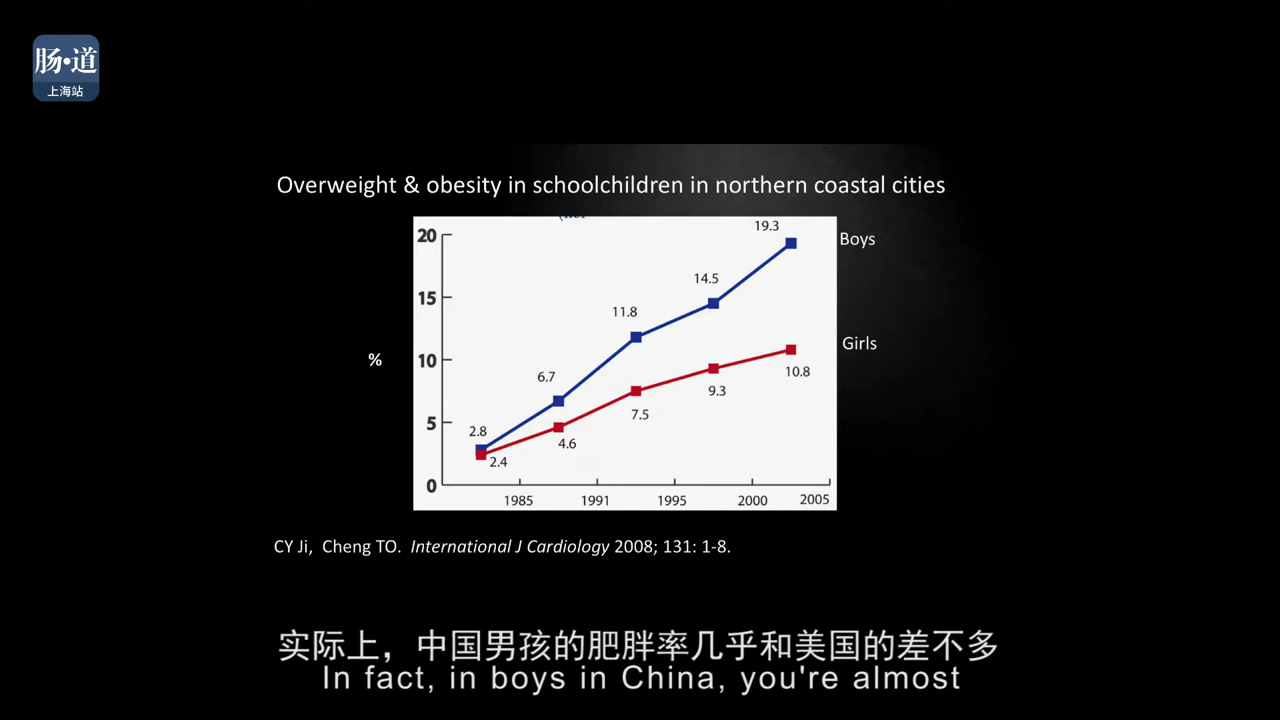 肠·道
上海站
Overweight & obesity in schoolchildren in northern coastal cities
20
19.3
Boys
15
14.5
11.8
%
10
Girls
10.8
9.3
7.5
6.7
5
4.6
2.8
2.4
0
1985 1991 1995 2000 2005
CY Ji, Cheng TO. International J Cardiology 2008; 131: 1-8.
实际上，中国男孩的肥胖率几乎和美国的差不多
In fact, in boys in China, you're almost